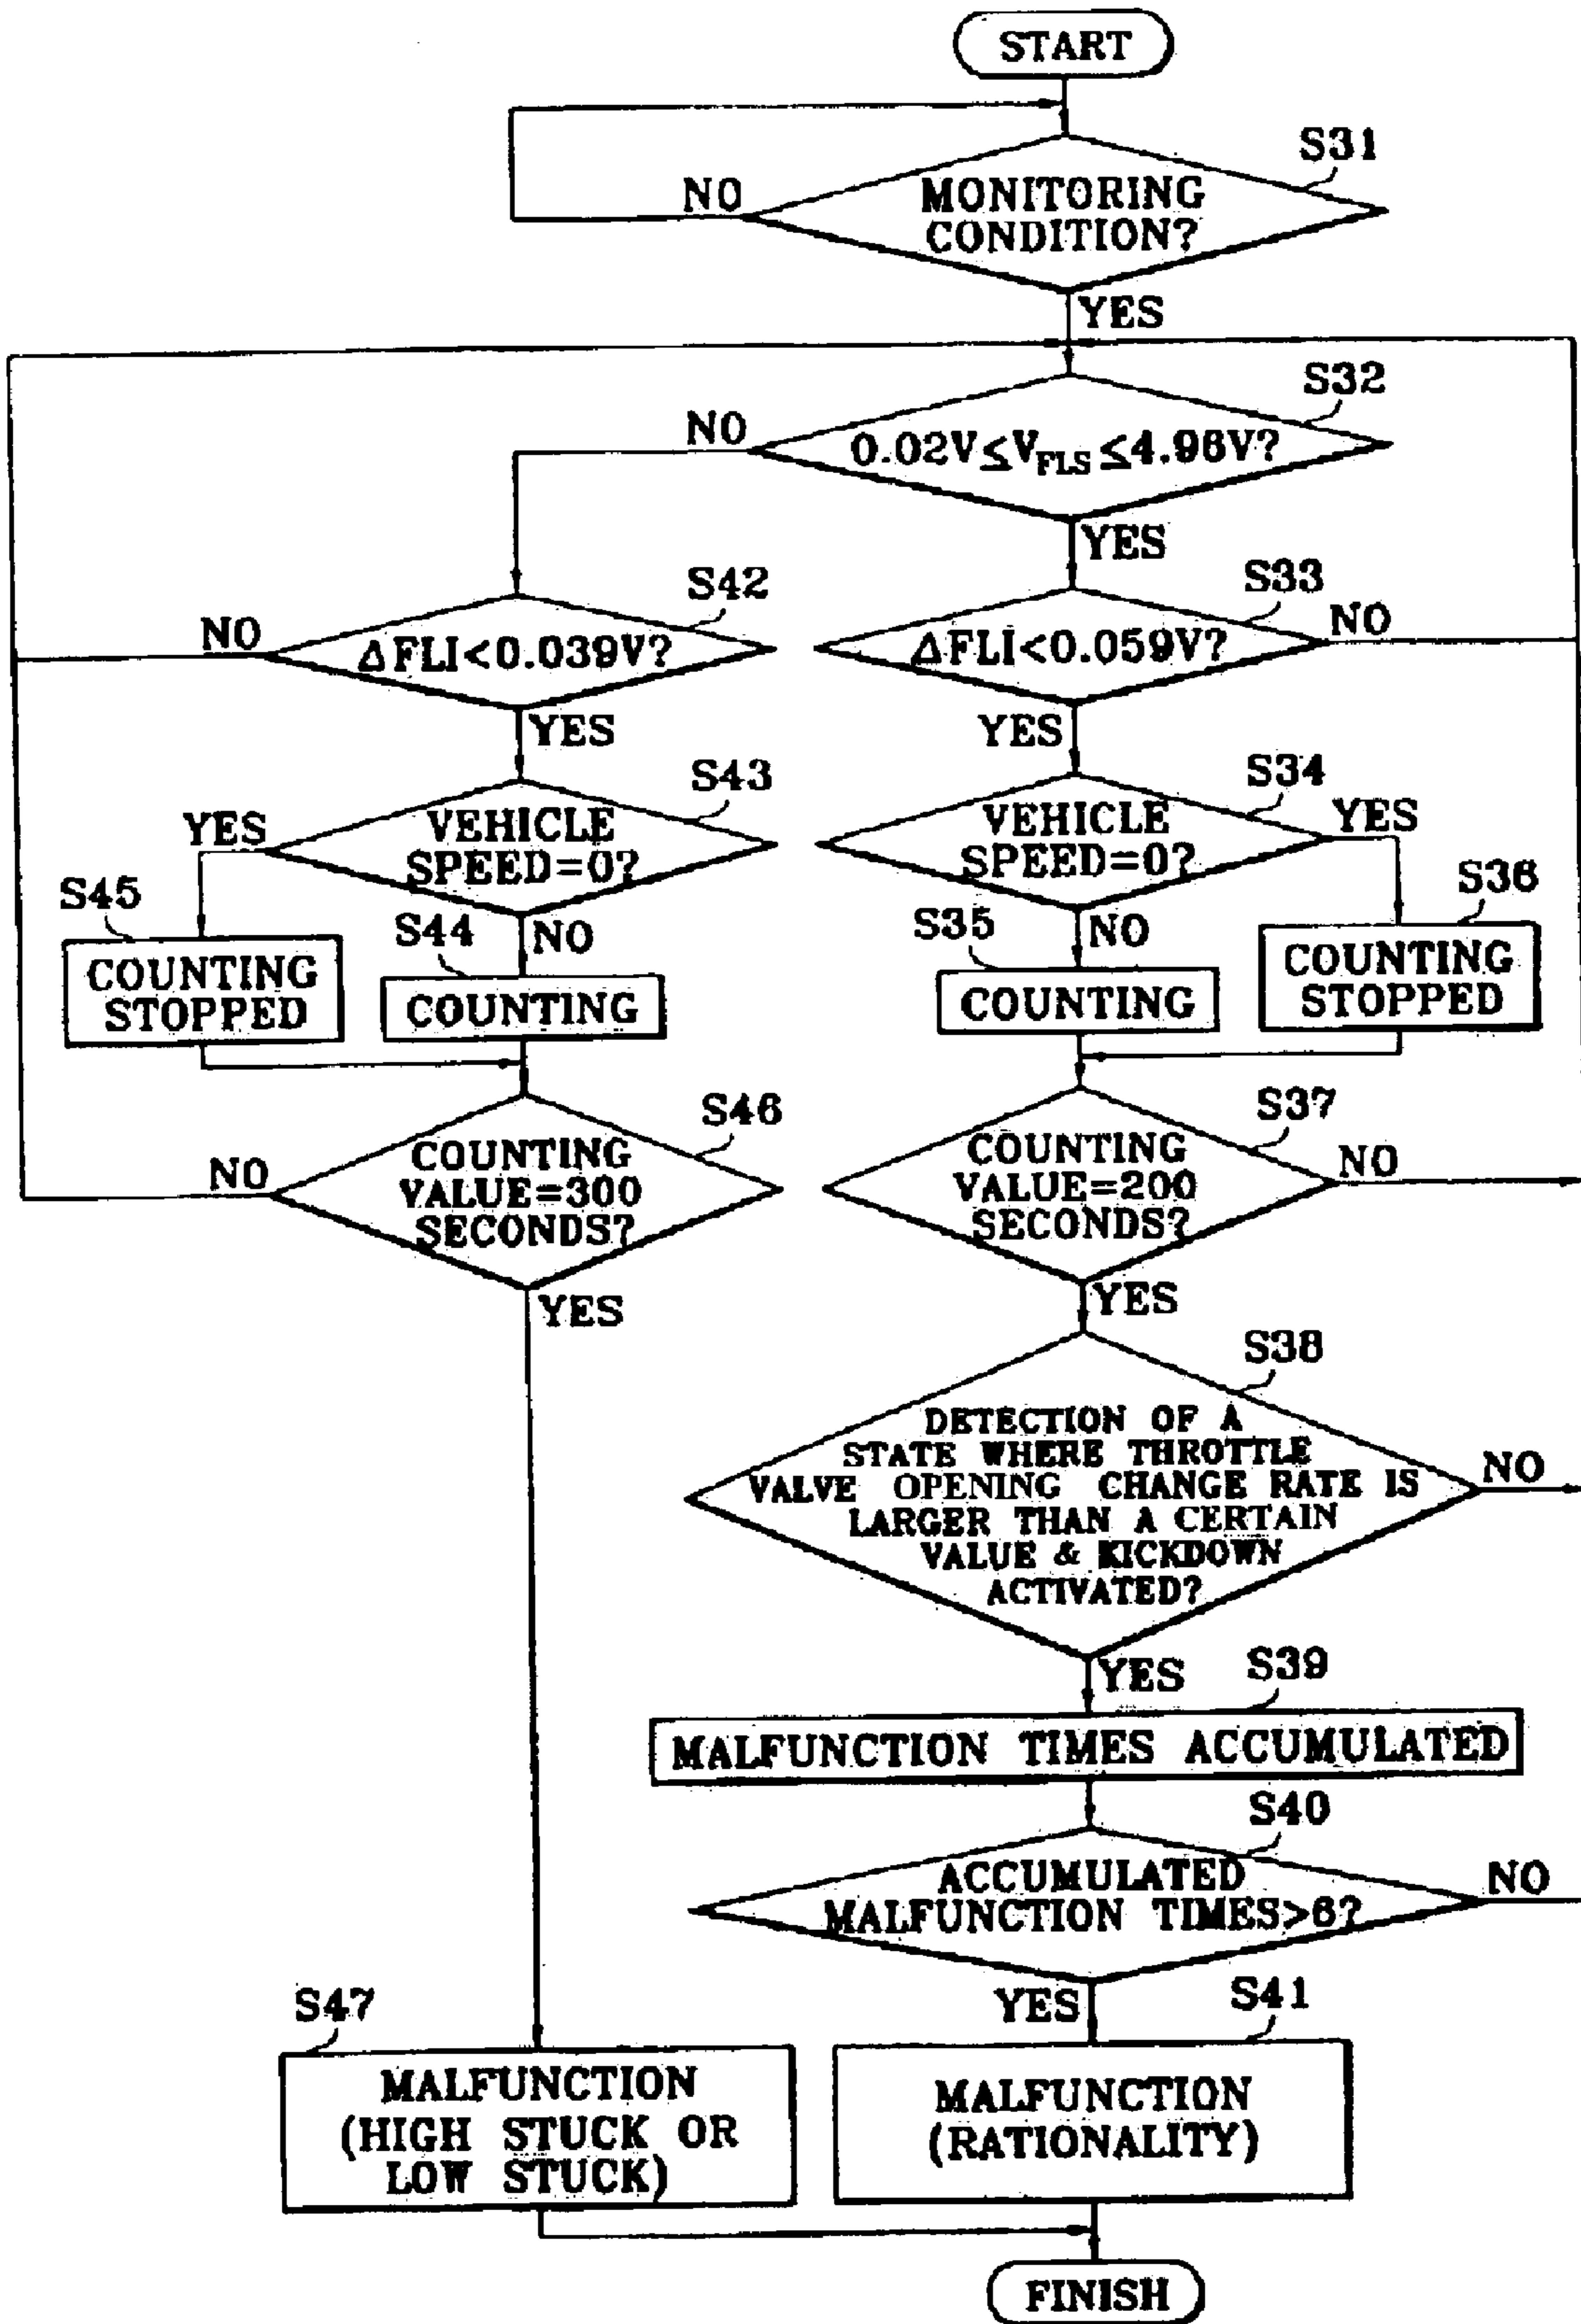 START
S31
NO
MONITORING
CONDITION?
YES
S32
NO
0.02V≤V_FLS≤4.96V?
YES
S42
S33
NO
ΔFLI<0.039V?
ΔFLI<0.059V?
NO
YES
YES
S43
S34
YES
VEHICLE
SPEED=0?
VEHICLE
SPEED=0?
YES
S45
S44
NO
S35
NO
S36
COUNTING
STOPPED
COUNTING
COUNTING
COUNTING
STOPPED
S46
S37
NO
COUNTING
VALUE=300
SECONDS?
COUNTING
VALUE=200
SECONDS?
NO
YES
YES
S38
DETECTION OF A
STATE WHERE THROTTLE
VALVE OPENING CHANGE RATE IS
LARGER THAN A CERTAIN
VALUE & KICKDOWN
ACTIVATED?
NO
YES
S39
MALFUNCTION TIMES ACCUMULATED
S40
ACCUMULATED
MALFUNCTION TIMES>6?
NO
YES
S47
S41
MALFUNCTION
(HIGH STUCK OR
LOW STUCK)
MALFUNCTION
(RATIONALITY)
FINISH